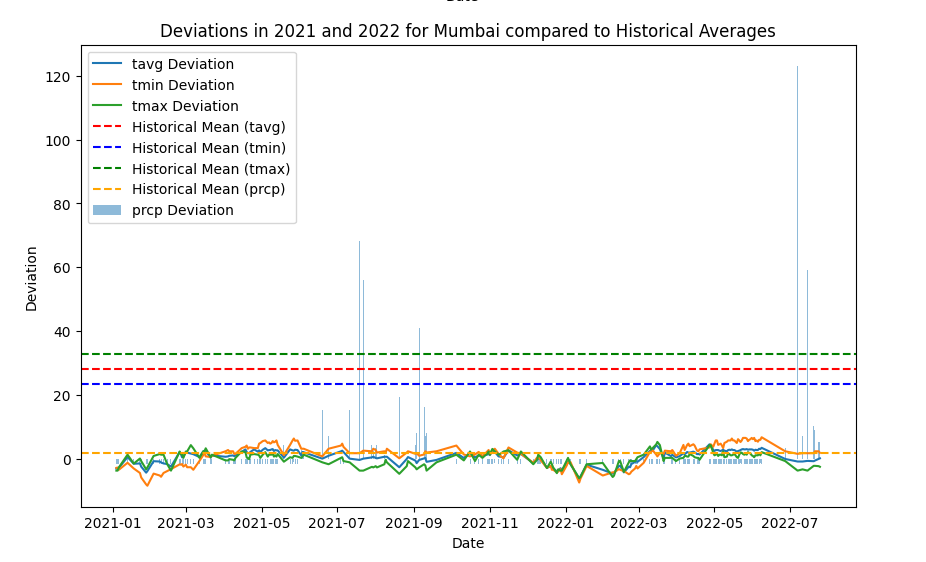 Date
Deviations in 2021 and 2022 for Mumbai compared to Historical Averages
tavg Deviation
tmin Deviation
tmax Deviation
Historical Mean (tavg)
Historical Mean (tmin)
Historical Mean (tmax)
Historical Mean (prcp)
prcp Deviation
Deviation
120
100
80
60
40
20
0
2021-01 2021-03 2021-05 2021-07 2021-09 2021-11 2022-01 2022-03 2022-05 2022-07
Date